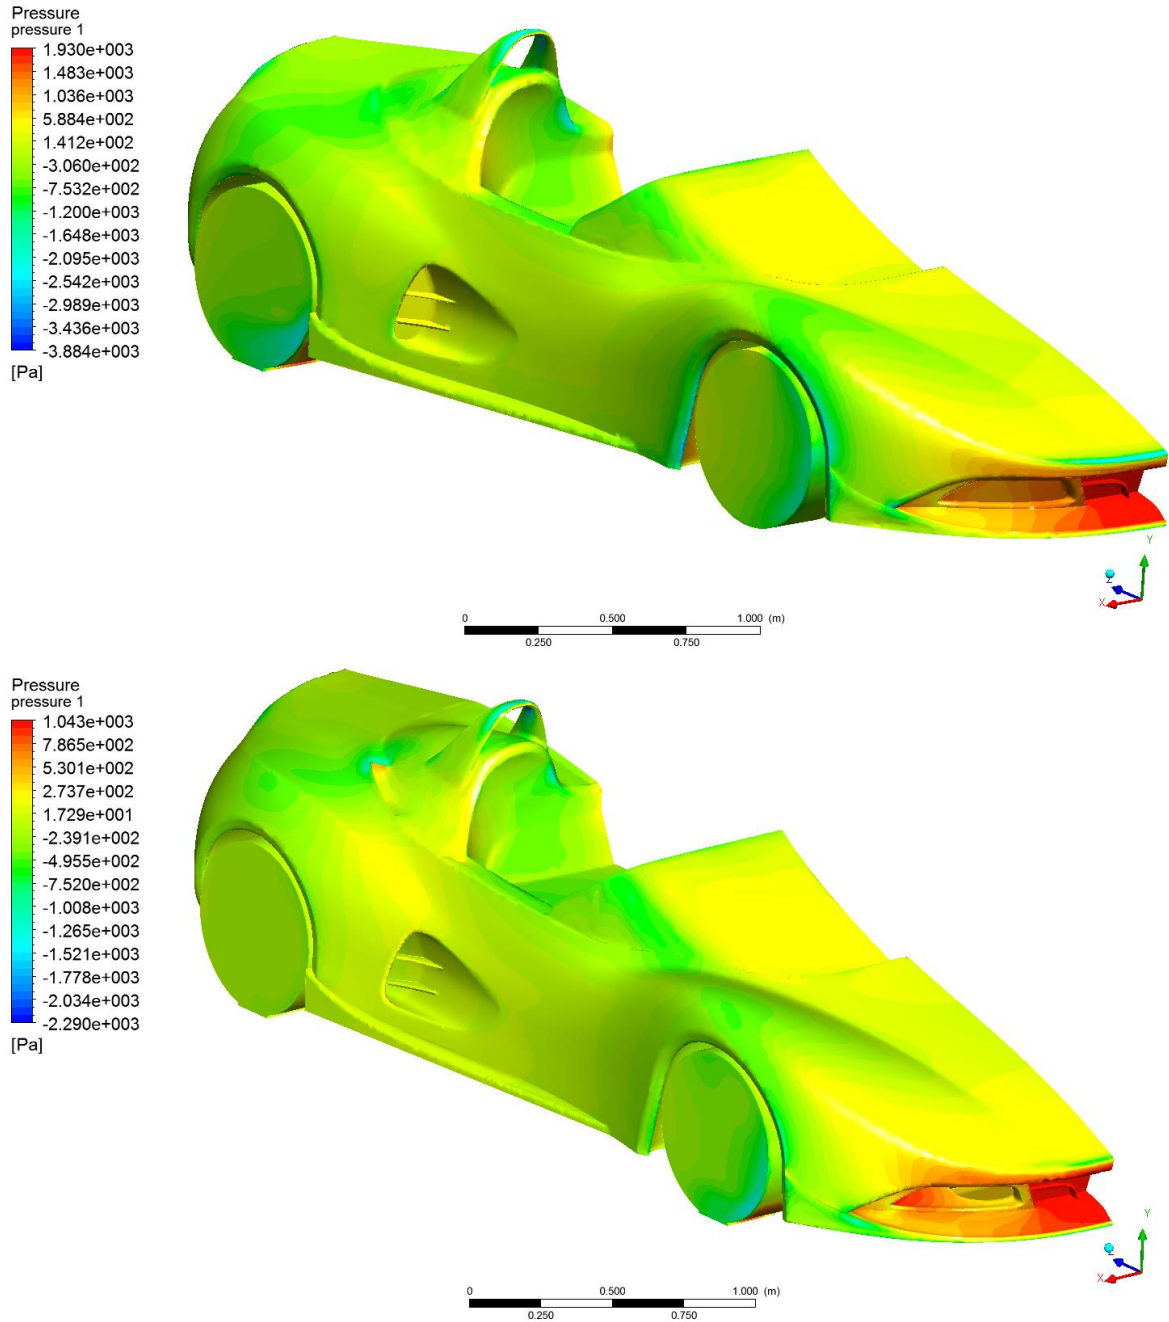 Pressure
pressure 1
1.930e+003
1.483e+003
1.036e+003
5.884e+002
1.412e+002
-3.060e+002
-7.532e+002
-1.200e+003
-1.648e+003
-2.095e+003
-2.542e+003
-2.989e+003
-3.436e+003
-3.884e+003
[Pa]
Y
Z
X
0 0.500 1.000 (m)
0.250 0.750
Pressure
pressure 1
1.043e+003
7.865e+002
5.301e+002
2.737e+002
1.729e+001
-2.391e+002
-4.955e+002
-7.520e+002
-1.008e+003
-1.265e+003
-1.521e+003
-1.778e+003
-2.034e+003
-2.290e+003
[Pa]
Y
Z
X
0 0.500 1.000 (m)
0.250 0.750